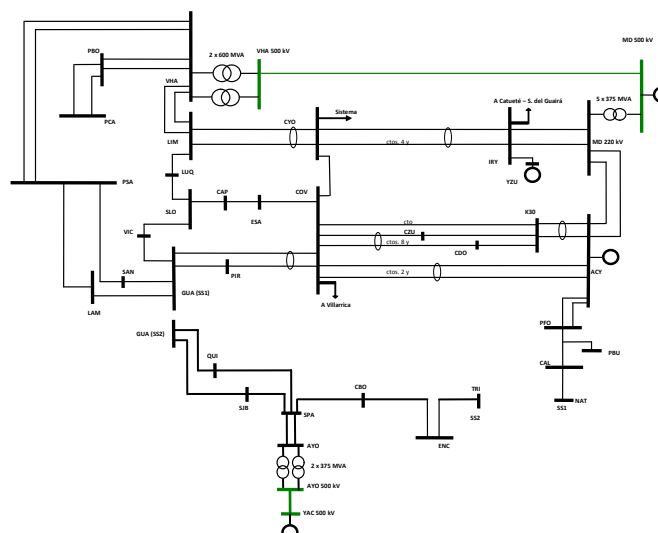 MD 500 kV
PBO
2 x 600 MVA
VHA 500 kV
VHA
5 x 375 MVA
A Catueté – S. del Guairá
Sistema
PCA
CYO
LIM
ctos. 4 y
IRY
MD 220 kV
LUQ
YZU
PSA
CAP
COV
SLO
ESA
K30
cto
VIC
CZU
ctos. 8 y
CDO
SAN
PIR
ctos. 2 y
ACY
GUA (SS1)
LAM
A Villarrica
GUA (SS2)
PFO
PBU
QUI
CAL
SJB
CBO
TRI
NAT
SS1
SS2
SPA
ENC
AYO
2 x 375 MVA
AYO 500 kV
YAC 500 kV